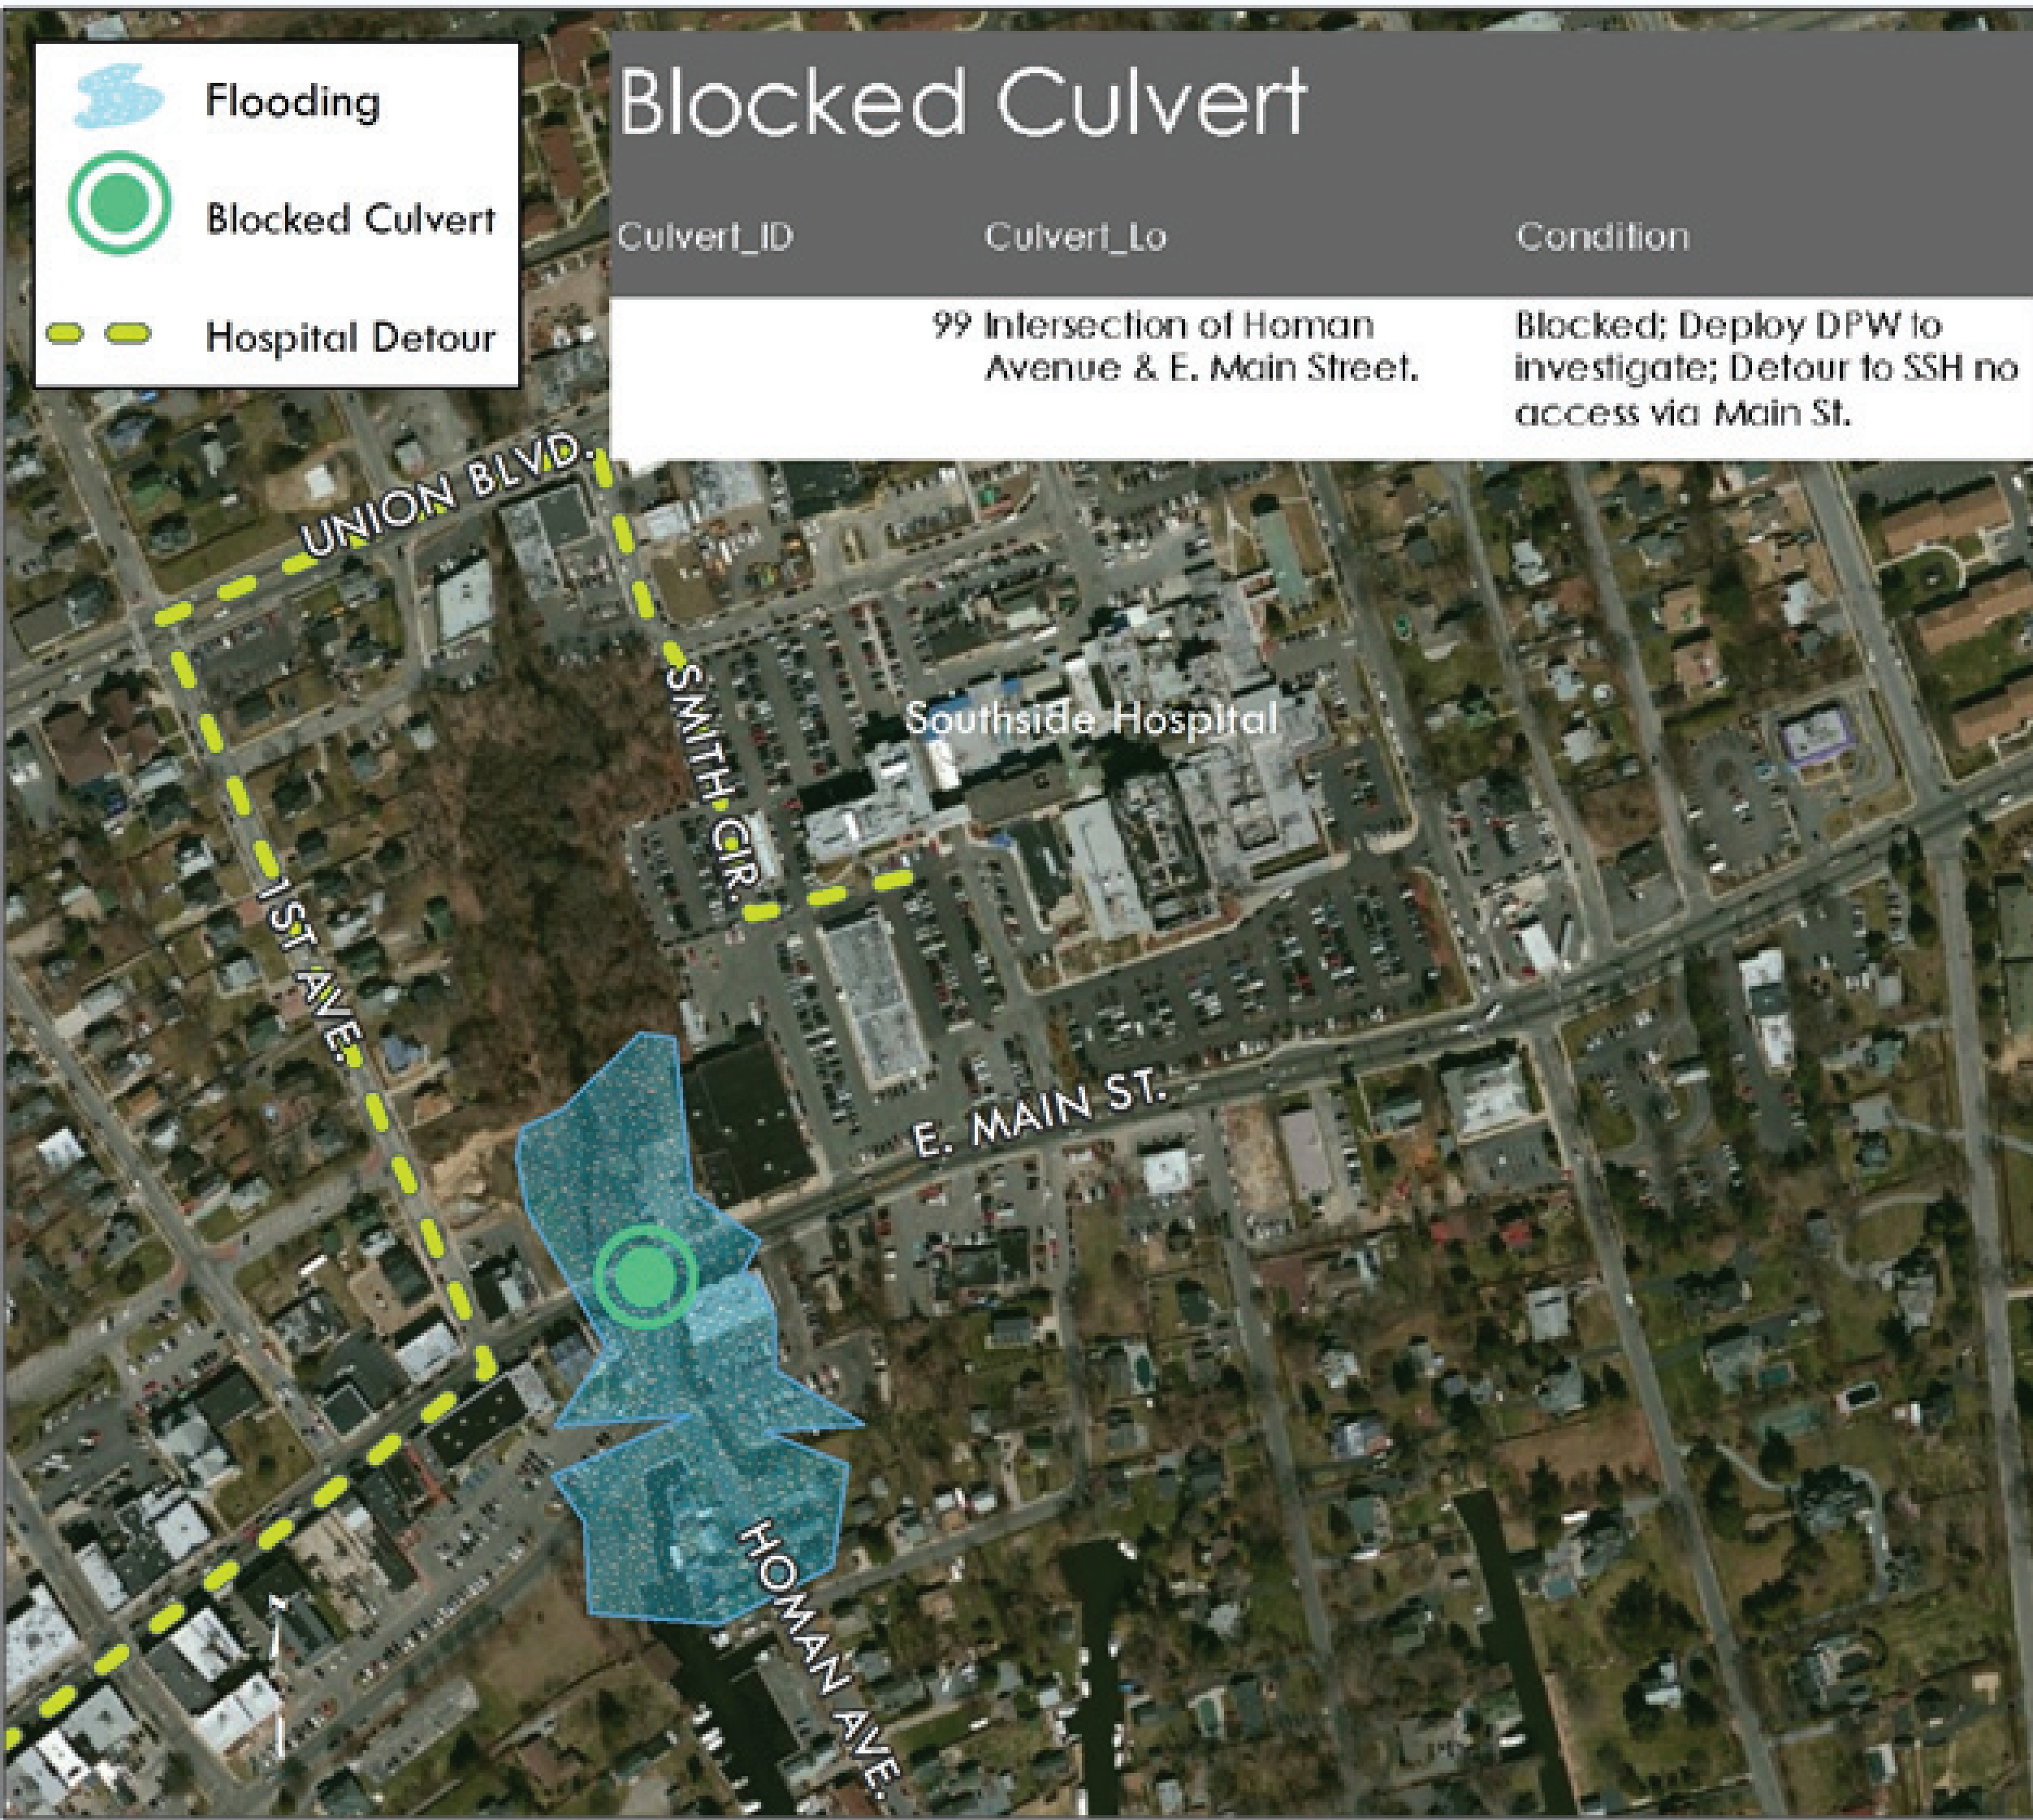 Flooding
Blocked Culvert
Hospital Detour
Blocked Culvert
Culvert_ID Culvert_Lo Condition
99 Intersection of Homan Avenue & E. Main Street.
Blocked; Deploy DPW to
investigate; Detour to SSH no
access via Main St.
UNION BLVD.
SMITH CIR.
Southside Hospital
1ST AVE.
E. MAIN ST.
HOMAN AVE.